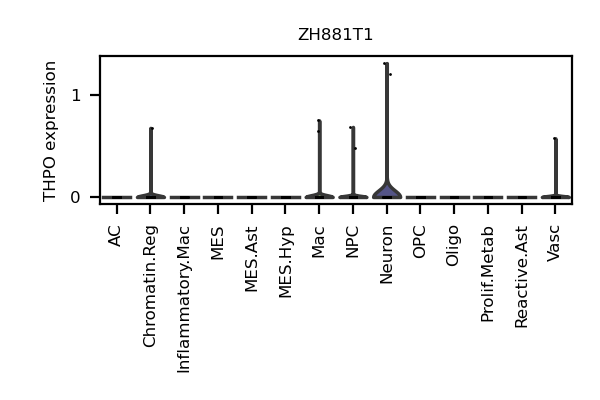 ZH881T1
THPO expression
1
0
AC
Chromatin.Reg
Inflammatory.Mac
MES
MES.Ast
MES.Hyp
Mac
NPC
Neuron
OPC
Oligo
Prolif.Metab
Reactive.Ast
Vasc